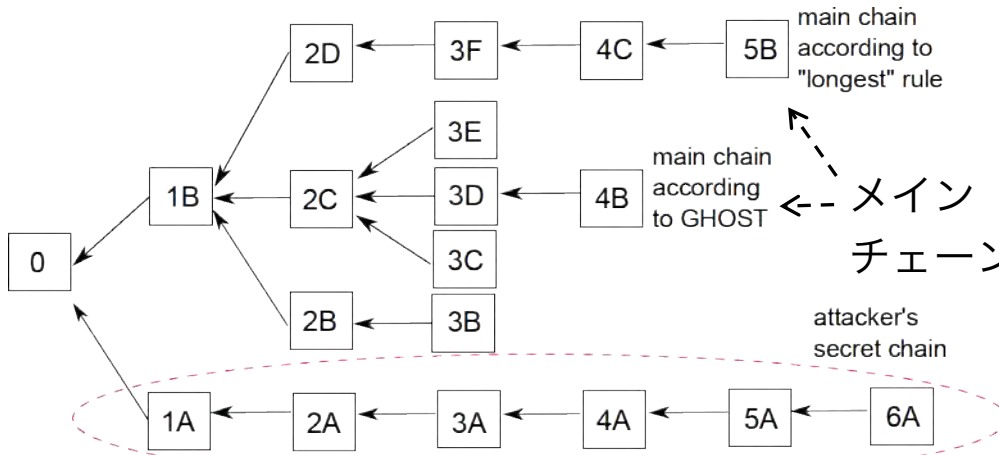 2D
3F
4C
5B
main chain
according to
"longest" rule
3E
1B
2C
3D
4B
main chain
according
to GHOST
メイン
チェーン
0
3C
2B
3B
attacker's
secret chain
1A
2A
3A
4A
5A
6A